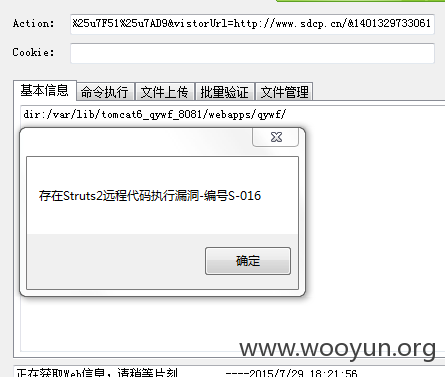 Action: %25u7F51%25u7AD9&vistorUrl=http://www.sdcp.cn/&1401329733061
Cookie:
基本信息 命令执行 文件上传 批量验证 文件管理
dir:/var/lib/tomcat6_qywf_8081/webapps/qywf/
存在Struts2远程代码执行漏洞-编号S-016
确定
www.wooyun.org
正在获取Web信息，请稍等片刻 ----2015/7/29 18:21:56